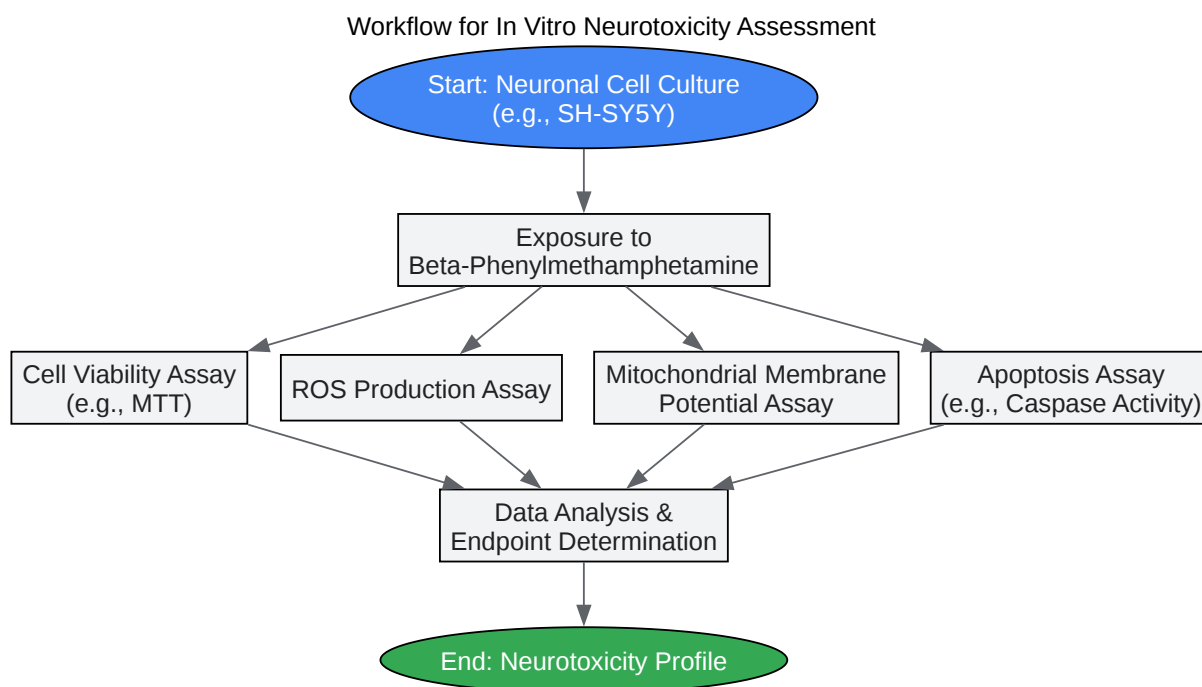 Workflow for In Vitro Neurotoxicity Assessment
Start: Neuronal Cell Culture
(e.g., SH-SY5Y)
Exposure to
Beta-Phenylmethamphetamine
Cell Viability Assay
(e.g., MTT)
ROS Production Assay
Mitochondrial Membrane
Potential Assay
Apoptosis Assay
(e.g., Caspase Activity)
Data Analysis &
Endpoint Determination
End: Neurotoxicity Profile